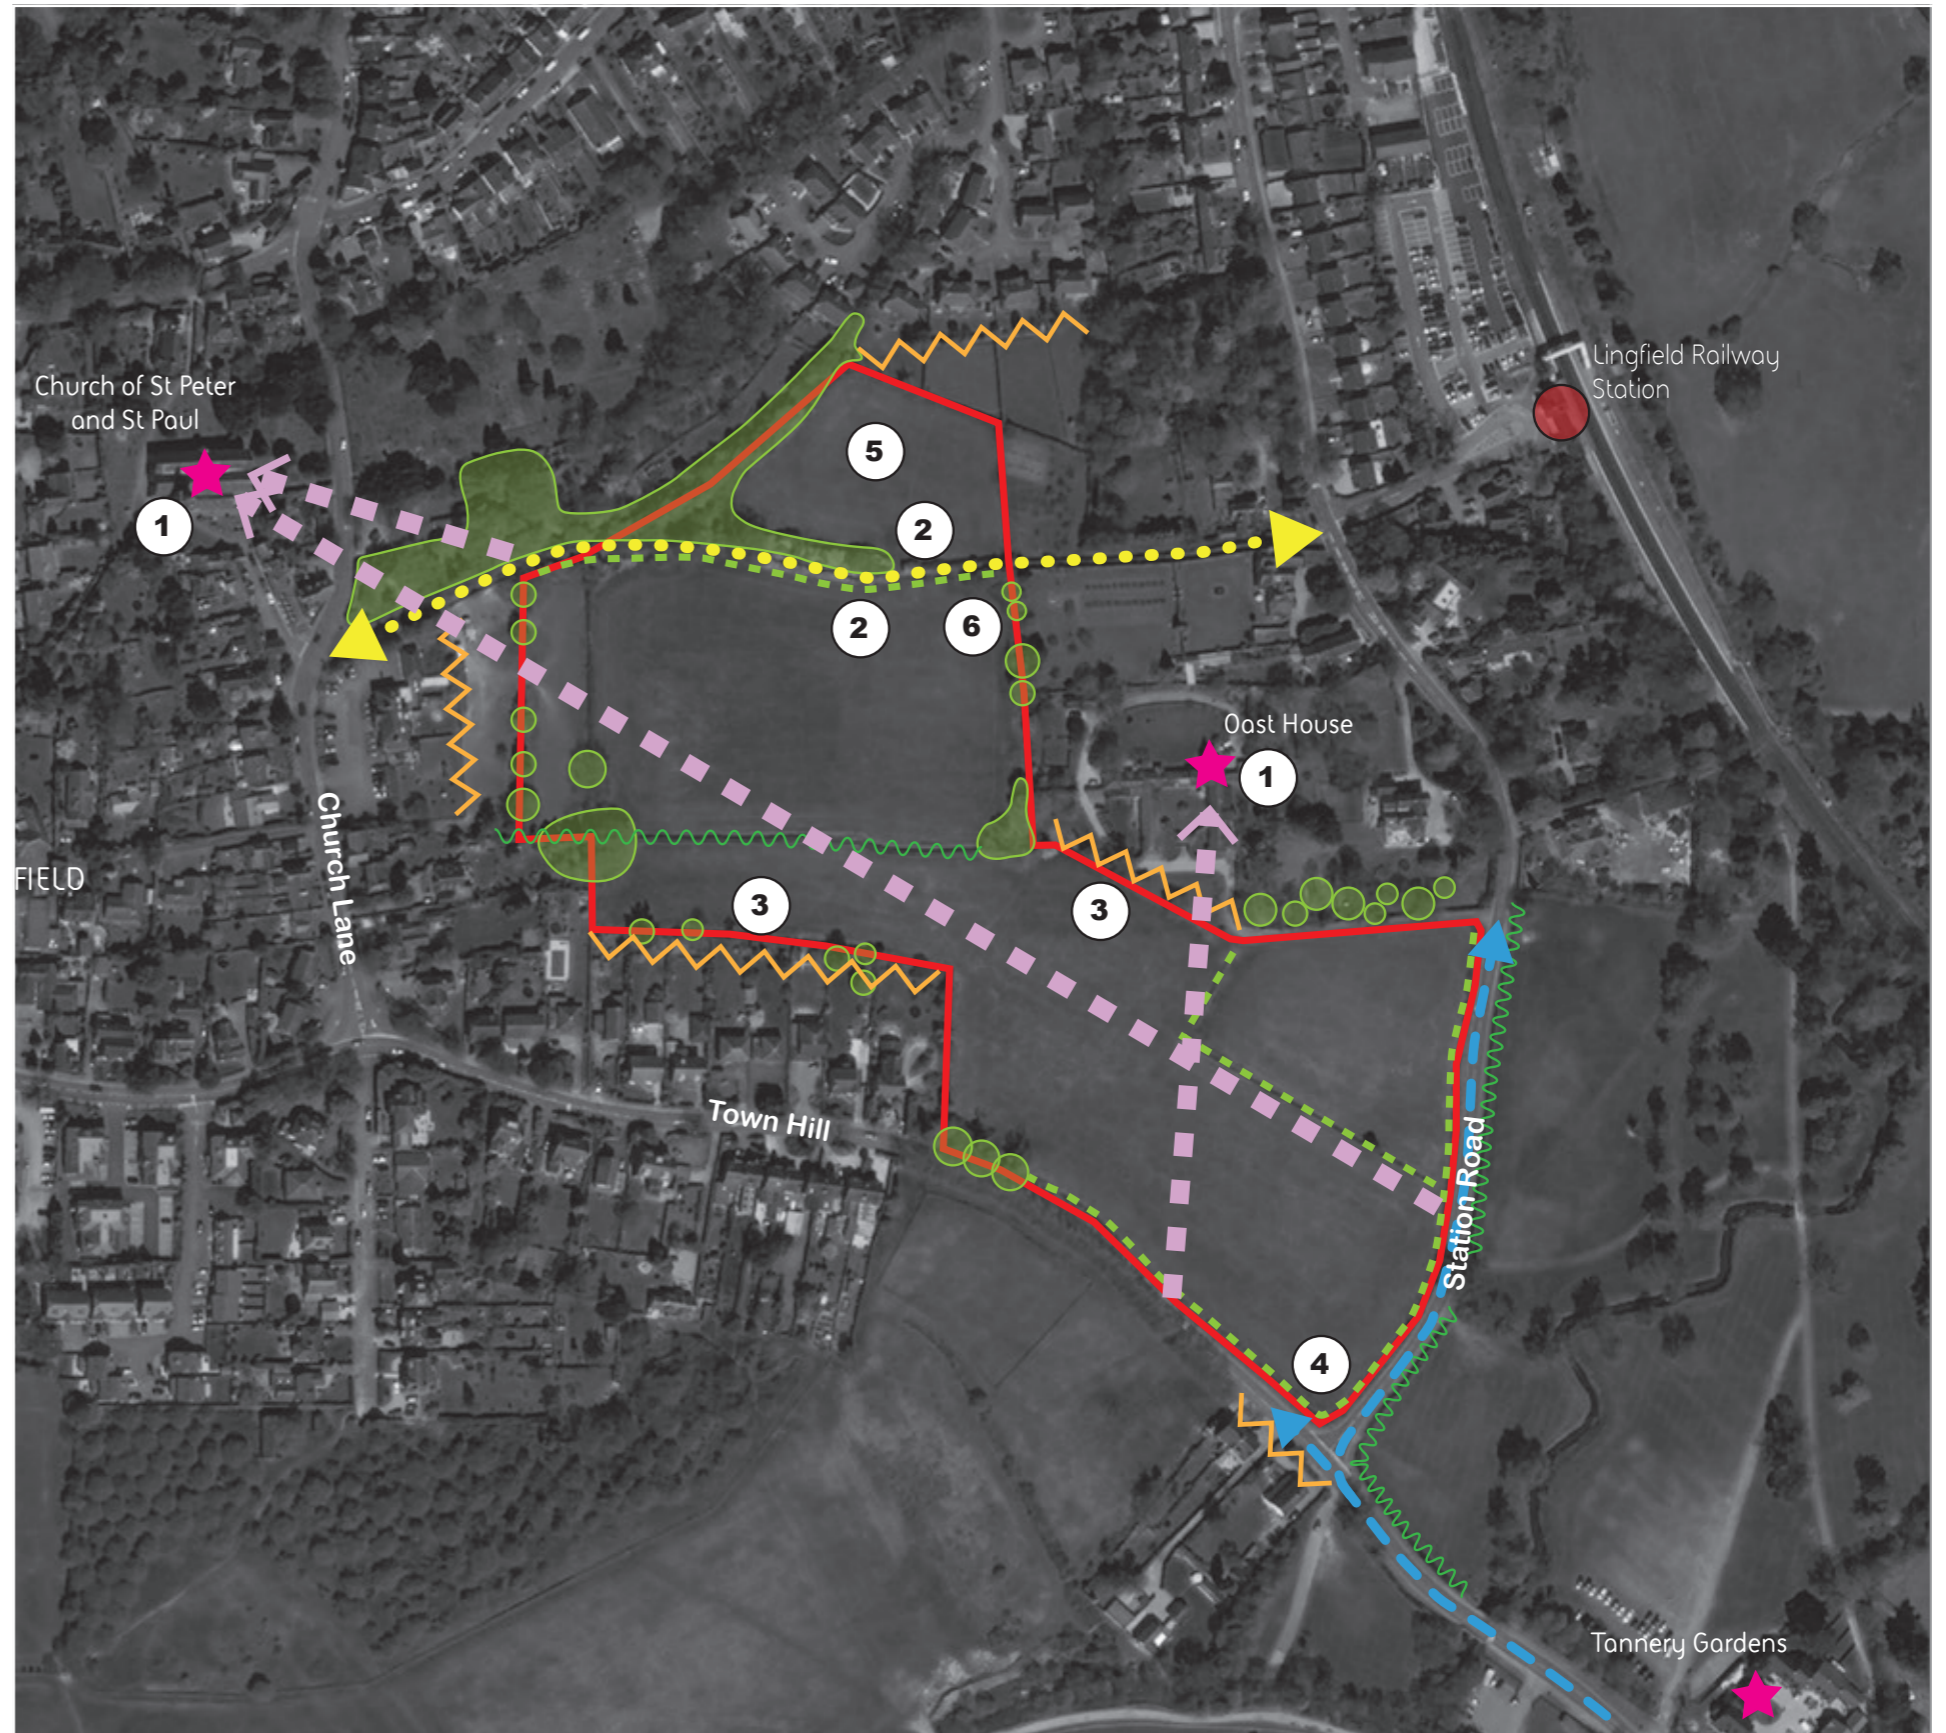 Lingfield Railway
Station
Church of St Peter
and St Paul
5
1
2
2
6
Oast House
1
Church Lane
FIELD
3
3
Town Hill
Station Road
4
Tannery Gardens